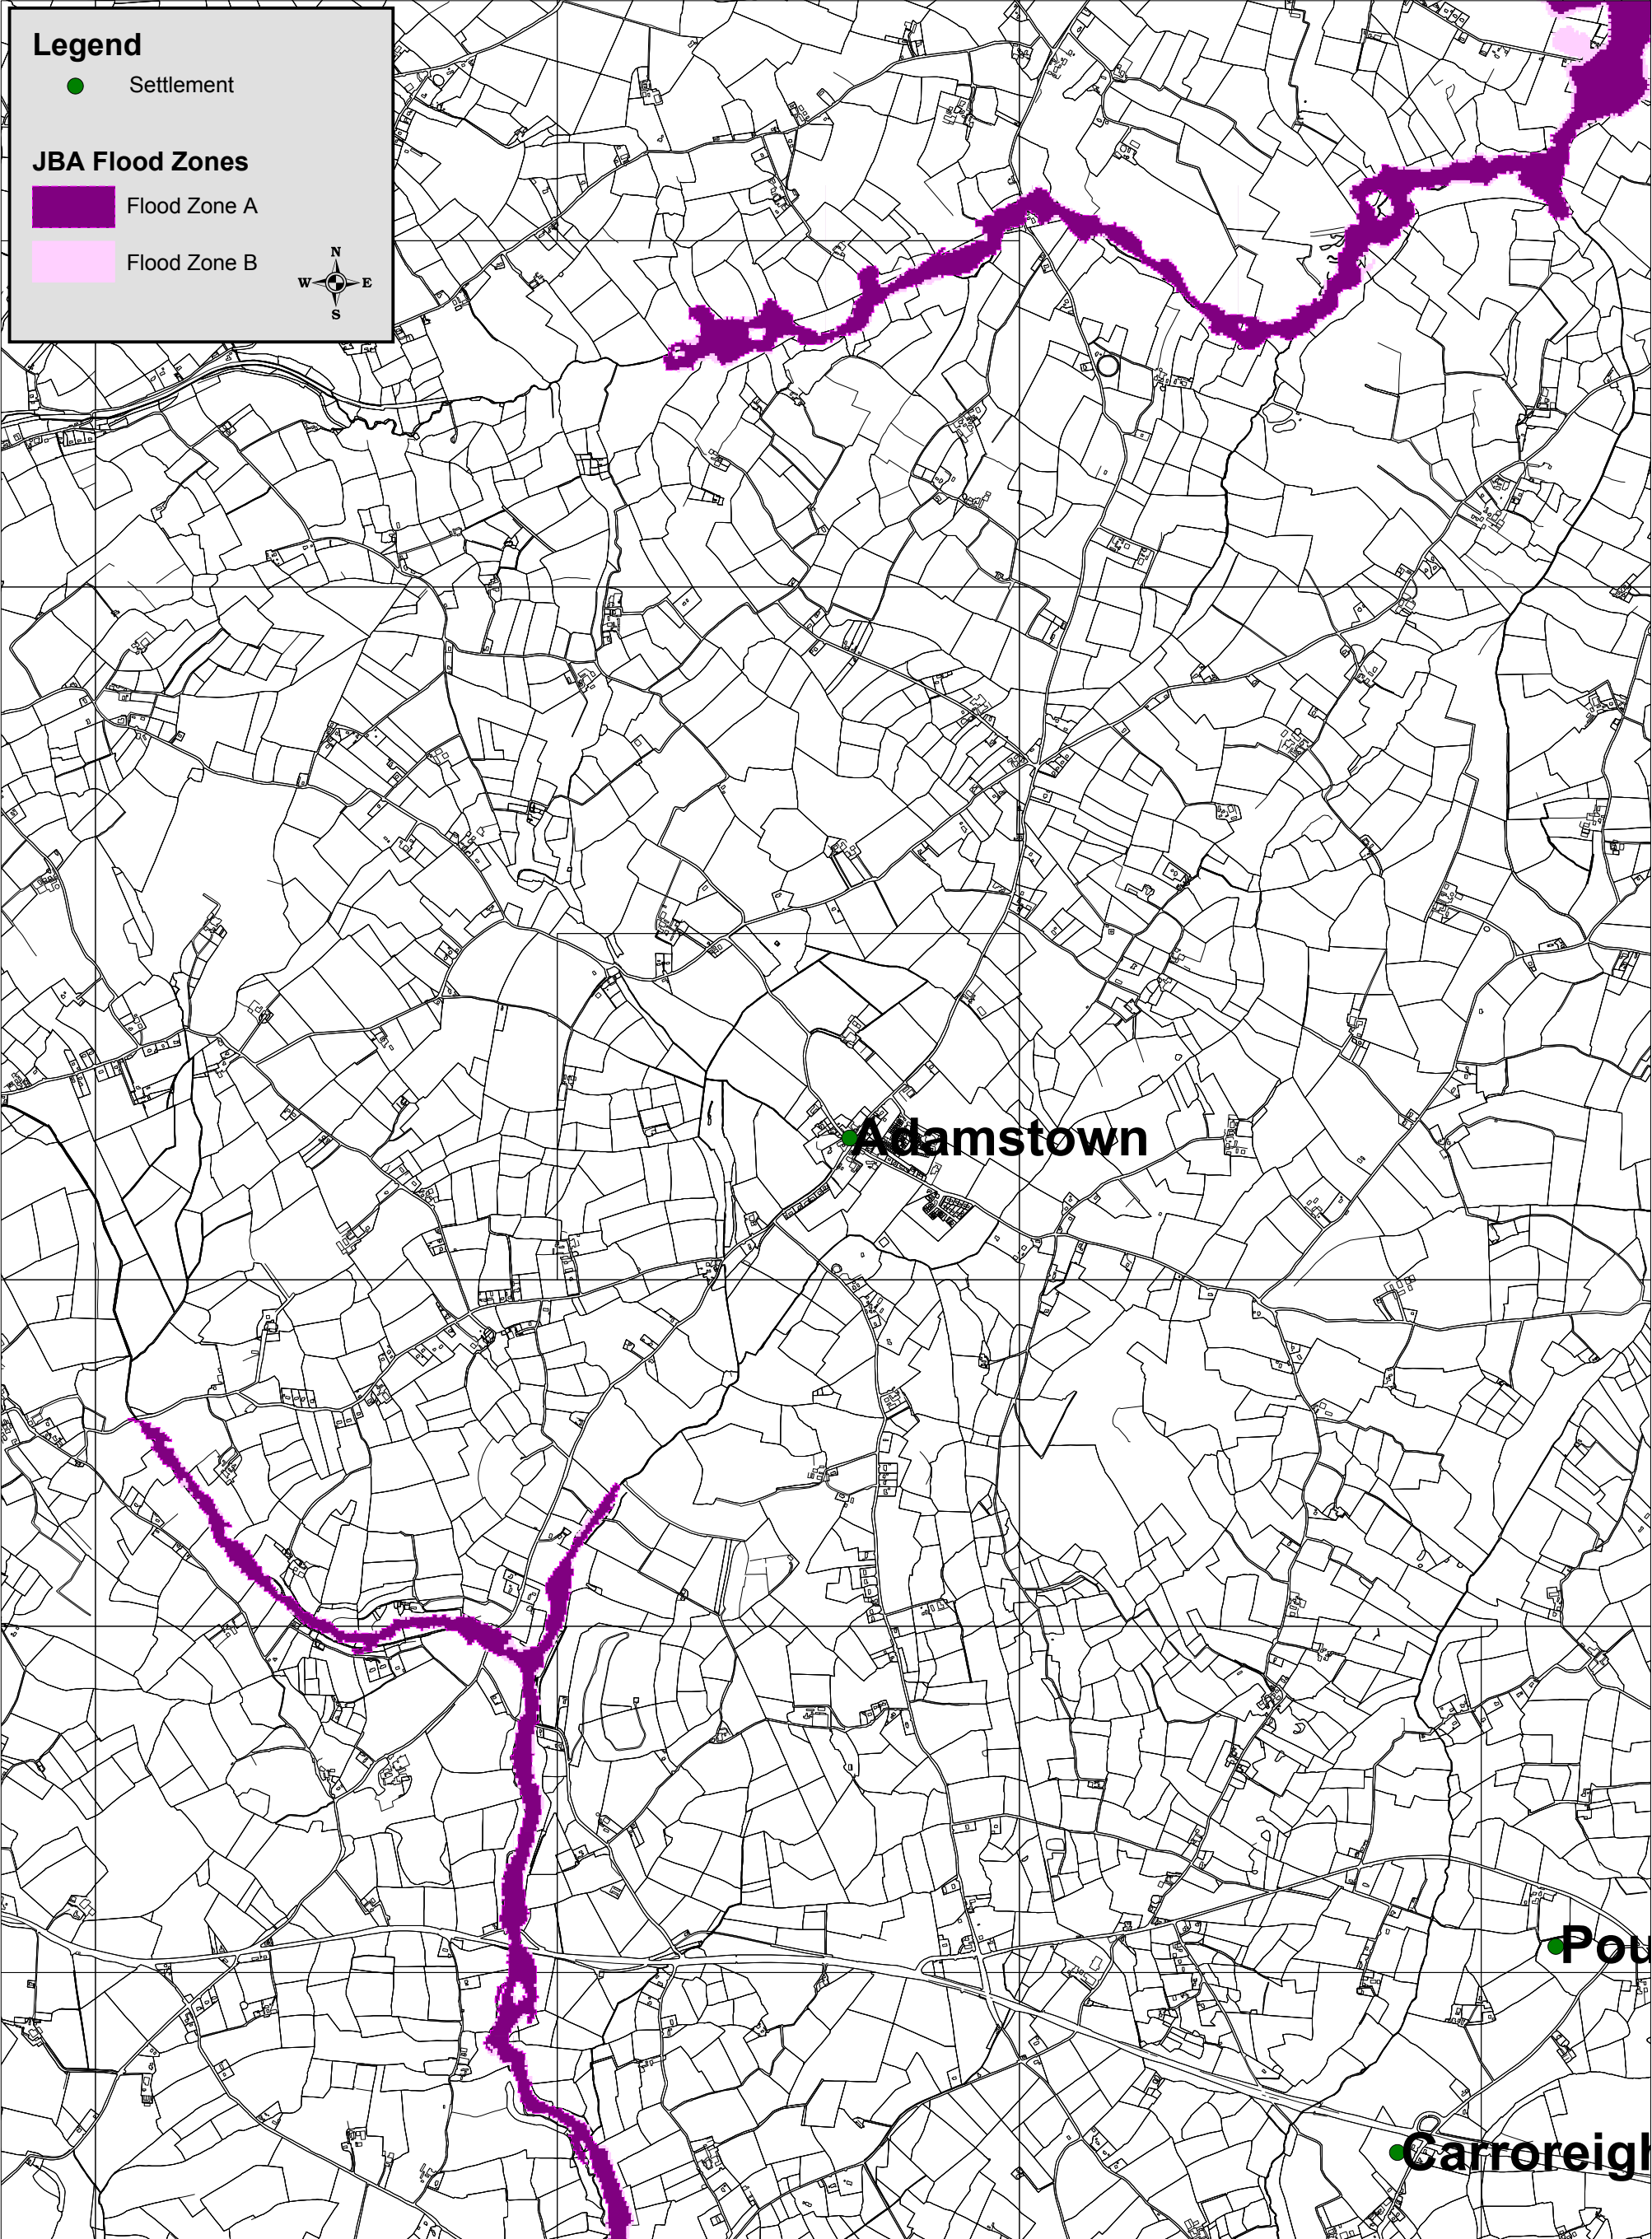 Legend
Settlement
JBA Flood Zones
Flood Zone A
Flood Zone B
N
W E
S
Adamstown
Pou
Carroreigh